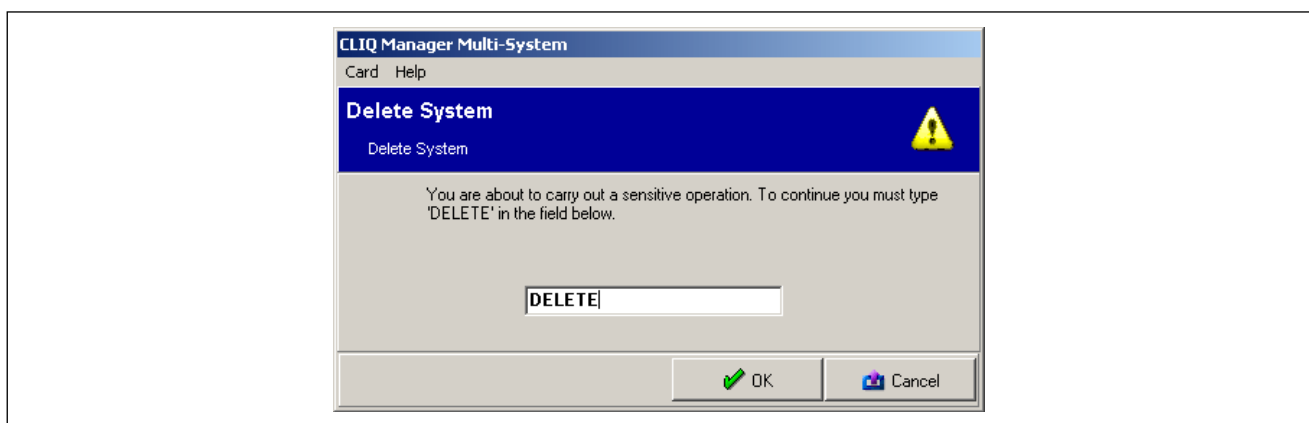 CLIQ Manager Multi-System
Card Help
Delete System
Delete System
You are about to carry out a sensitive operation. To continue you must type
'DELETE' in the field below.
DELETE
OK Cancel